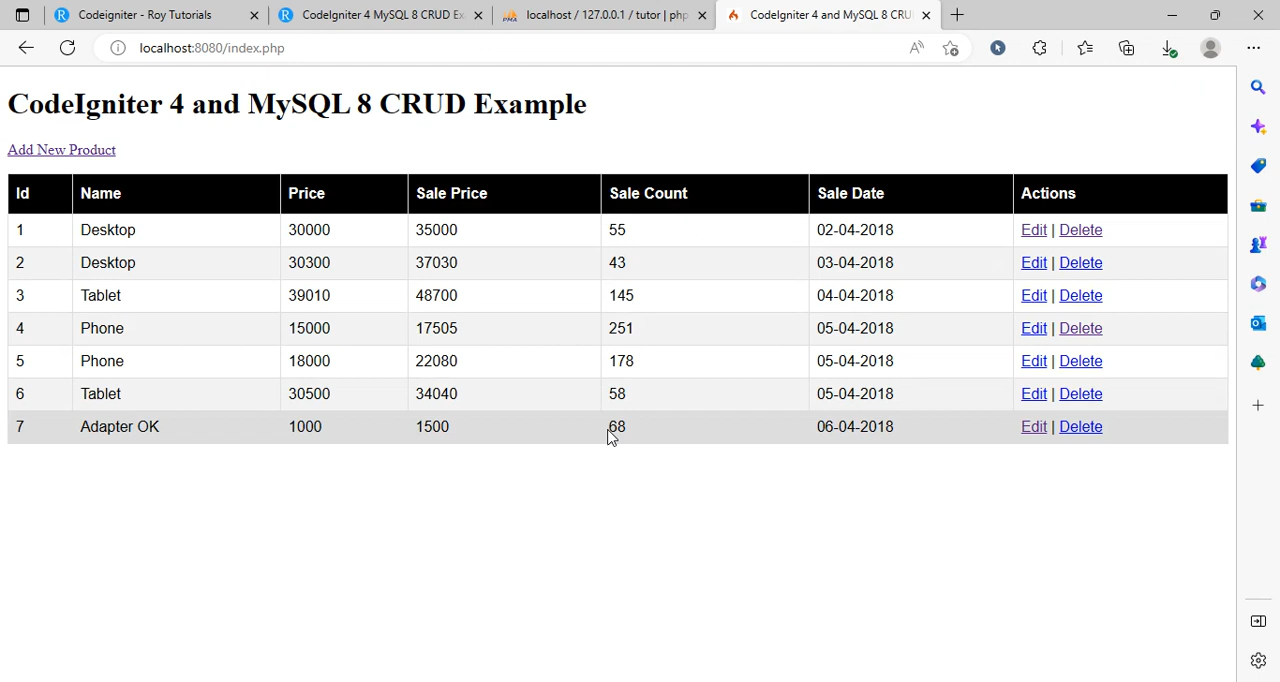 Codeigniter - Roy Tutorials
CodeIgniter 4 MySQL 8 CRUD Ex
localhost / 127.0.0.1 / tutor | php
CodeIgniter 4 and MySQL 8 CRU
localhost:8080/index.php
CodeIgniter 4 and MySQL 8 CRUD Example
Add New Product
Id Name Price Sale Price Sale Count Sale Date Actions
1 Desktop 30000 35000 55 02-04-2018 Edit | Delete
2 Desktop 30300 37030 43 03-04-2018 Edit | Delete
3 Tablet 39010 48700 145 04-04-2018 Edit | Delete
4 Phone 15000 17505 251 05-04-2018 Edit | Delete
5 Phone 18000 22080 178 05-04-2018 Edit | Delete
6 Tablet 30500 34040 58 05-04-2018 Edit | Delete
7 Adapter OK 1000 1500 68 06-04-2018 Edit | Delete